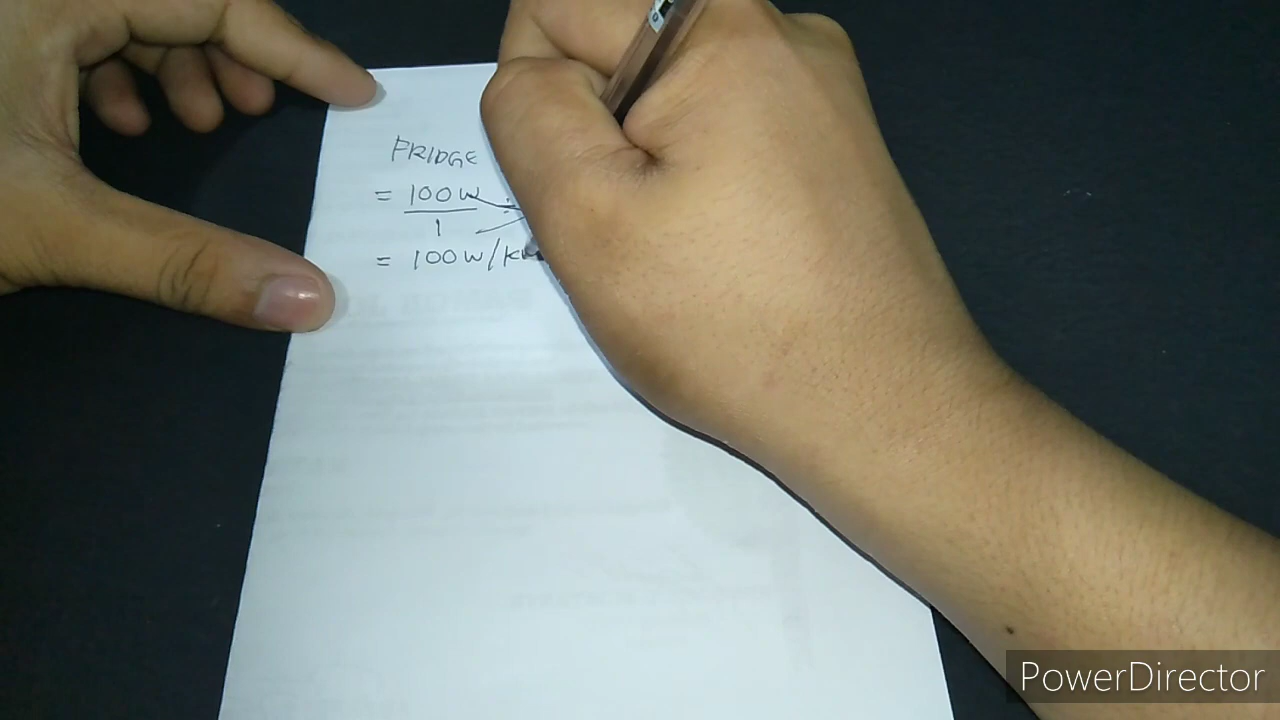 FRIDGE
= 100W
1
= 100W/K
PowerDirector